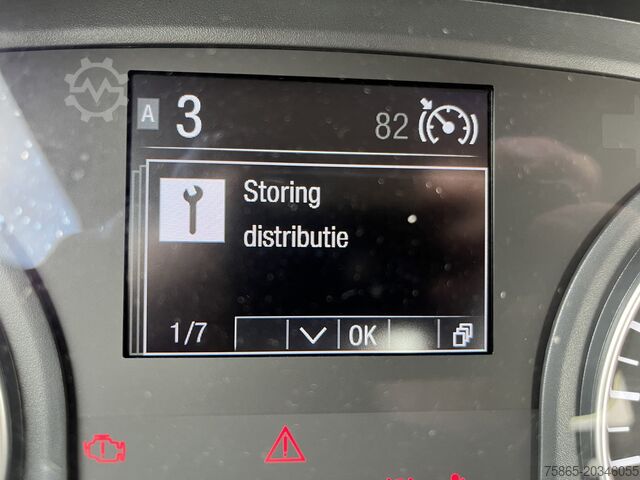 A 3 82
Storing
distributie
1/7 OK
75865-20346055